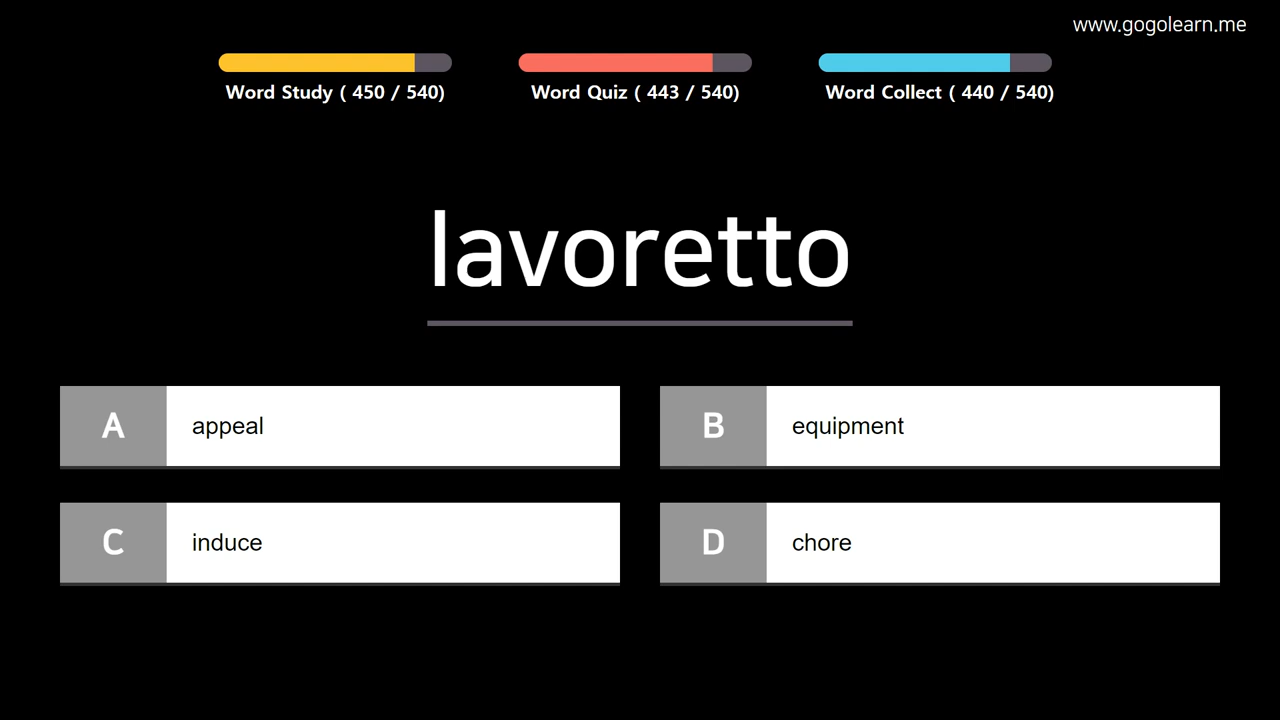 www.gogolearn.me
Word Study ( 450 / 540)
Word Quiz ( 443 / 540)
Word Collect ( 440 / 540)
lavoretto
A appeal
B equipment
C induce
D chore